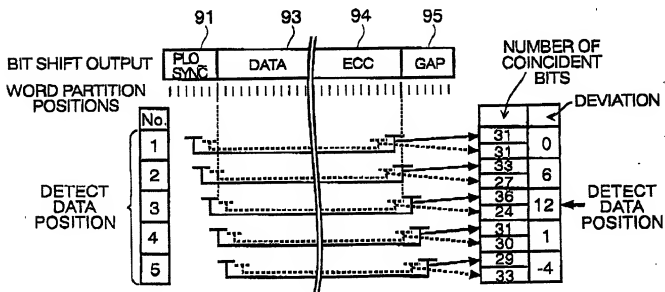 91 93 94 95
BIT SHIFT OUTPUT PLO SYNC DATA ECC GAP
NUMBER OF COINCIDENT BITS
DEVIATION
WORD PARTITION POSITIONS
No.
DETECT DATA POSITION
1 31 31 0
2 33 27 6
3 36 24 12
4 31 30 1
5 29 33 -4
DETECT DATA POSITION